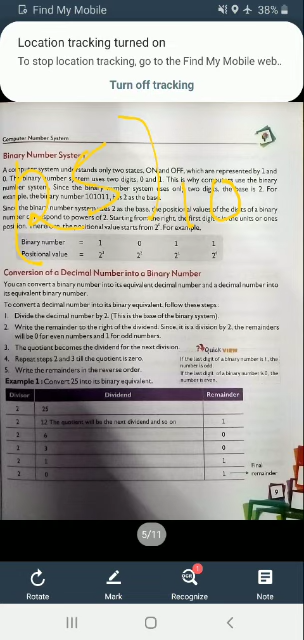 Find My Mobile 38%
Location tracking turned on
To stop location tracking, go to the Find My Mobile web..
Turn off tracking
Computer Number System
Binary Number System
A computer system understands only two states, ON and OFF, which are represented by 1 and
0. The binary number system uses two digits, 0 and 1. This is why computers use the binary
number system. Since the binary number system uses only two digits, the base is 2. For
example, the binary number 101011, has 2 as the base.
Since the binary number system uses 2 as the base, the positional values of the digits of a binary
number correspond to powers of 2. Starting from the right, the first digit is the units or ones
position. Therefore, the positional value starts from 2⁰. For example,
Binary number = 1 0 1 1
Positional value = 2³ 2² 2¹ 2⁰
Conversion of a Decimal Number into a Binary Number
You can convert a binary number into its equivalent decimal number and a decimal number into
its equivalent binary number.
To convert a decimal number into its binary equivalent, follow these steps.
1. Divide the decimal number by 2. (This is the base of the binary system)
2. Write the remainder to the right of the dividend. Since, it is a division by 2, the remainders
will be 0 for even numbers and 1 for odd numbers.
3. The quotient becomes the dividend for the next division.
4. Repeat steps 2 and 3 till the quotient is zero.
5. Write the remainders in the reverse order.
Quick
If the last digit of a binary number is 1, the
number is odd.
If the last digit of a binary number is 0, the
number is even.
Example 1: Convert 25 into its binary equivalent.
Divisor Dividend Remainder
2 25
2 12 The quotient will be the next dividend and so on 1
2 6 0
2 3 0
2 1 1
2 0 1
Final
remainder
9
5/11
OCR 1
Rotate Mark Recognize Note